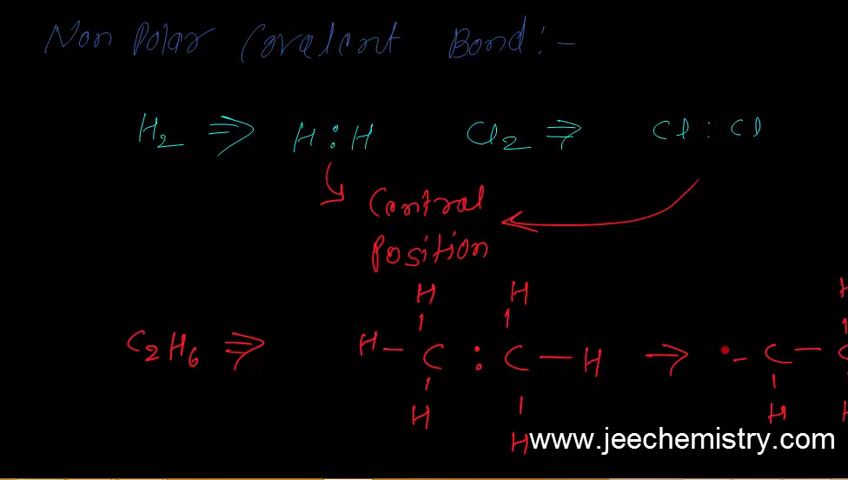 Non Polar Covalent Bond :-
H2 ⇒ H : H Cl2 ⇒ Cl : Cl
Central
Position
H H H
C2H6 ⇒ H - C : C - H ⇒ - C - C
H H H H
www.jeechemistry.com